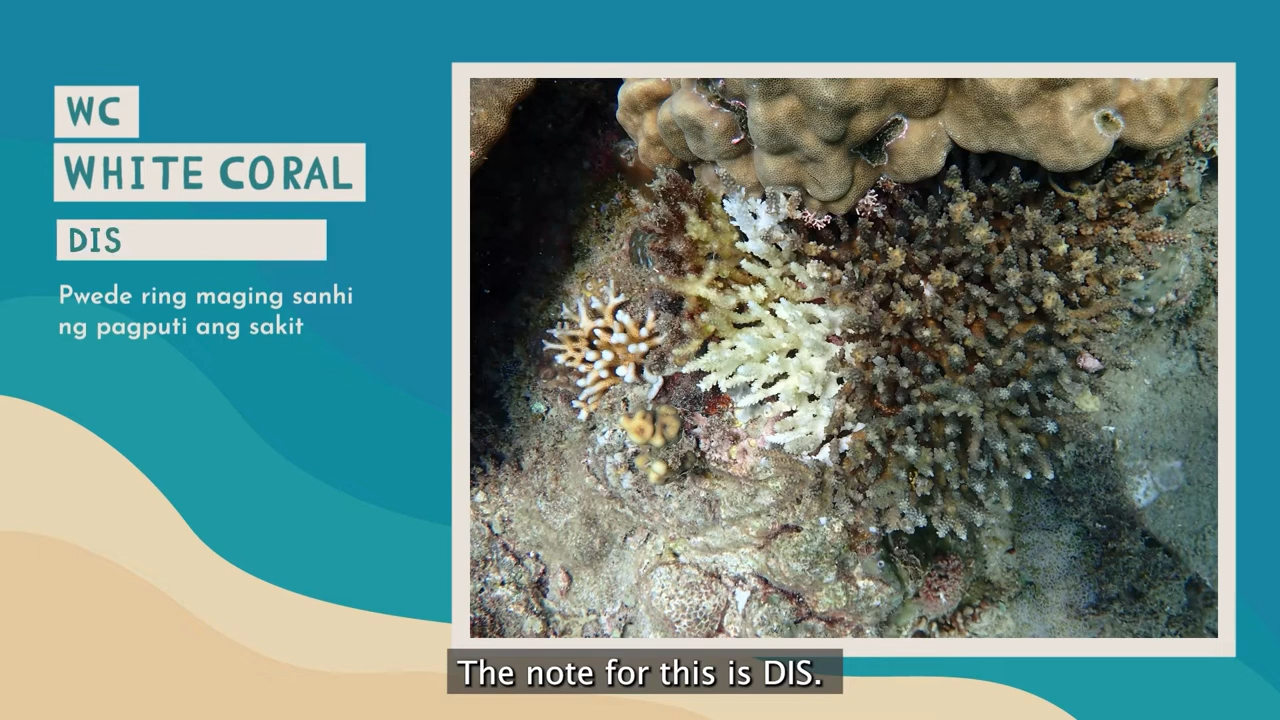 WC
WHITE CORAL
DIS
Pwede ring maging sanhi
ng pagputi ang sakit
The note for this is DIS.